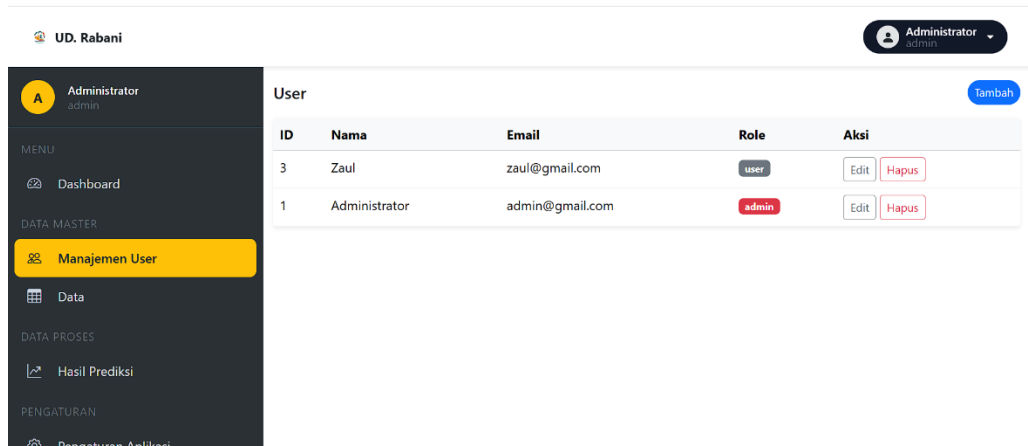 UD. Rabani
Administrator
admin
A
Administrator
admin
MENU
Dashboard
DATA MASTER
Manajemen User
Data
DATA PROSES
Hasil Prediksi
PENGATURAN
Pengaturan Aplikasi
User
Tambah
ID Nama Email Role Aksi
3 Zaul zaul@gmail.com user Edit Hapus
1 Administrator admin@gmail.com admin Edit Hapus